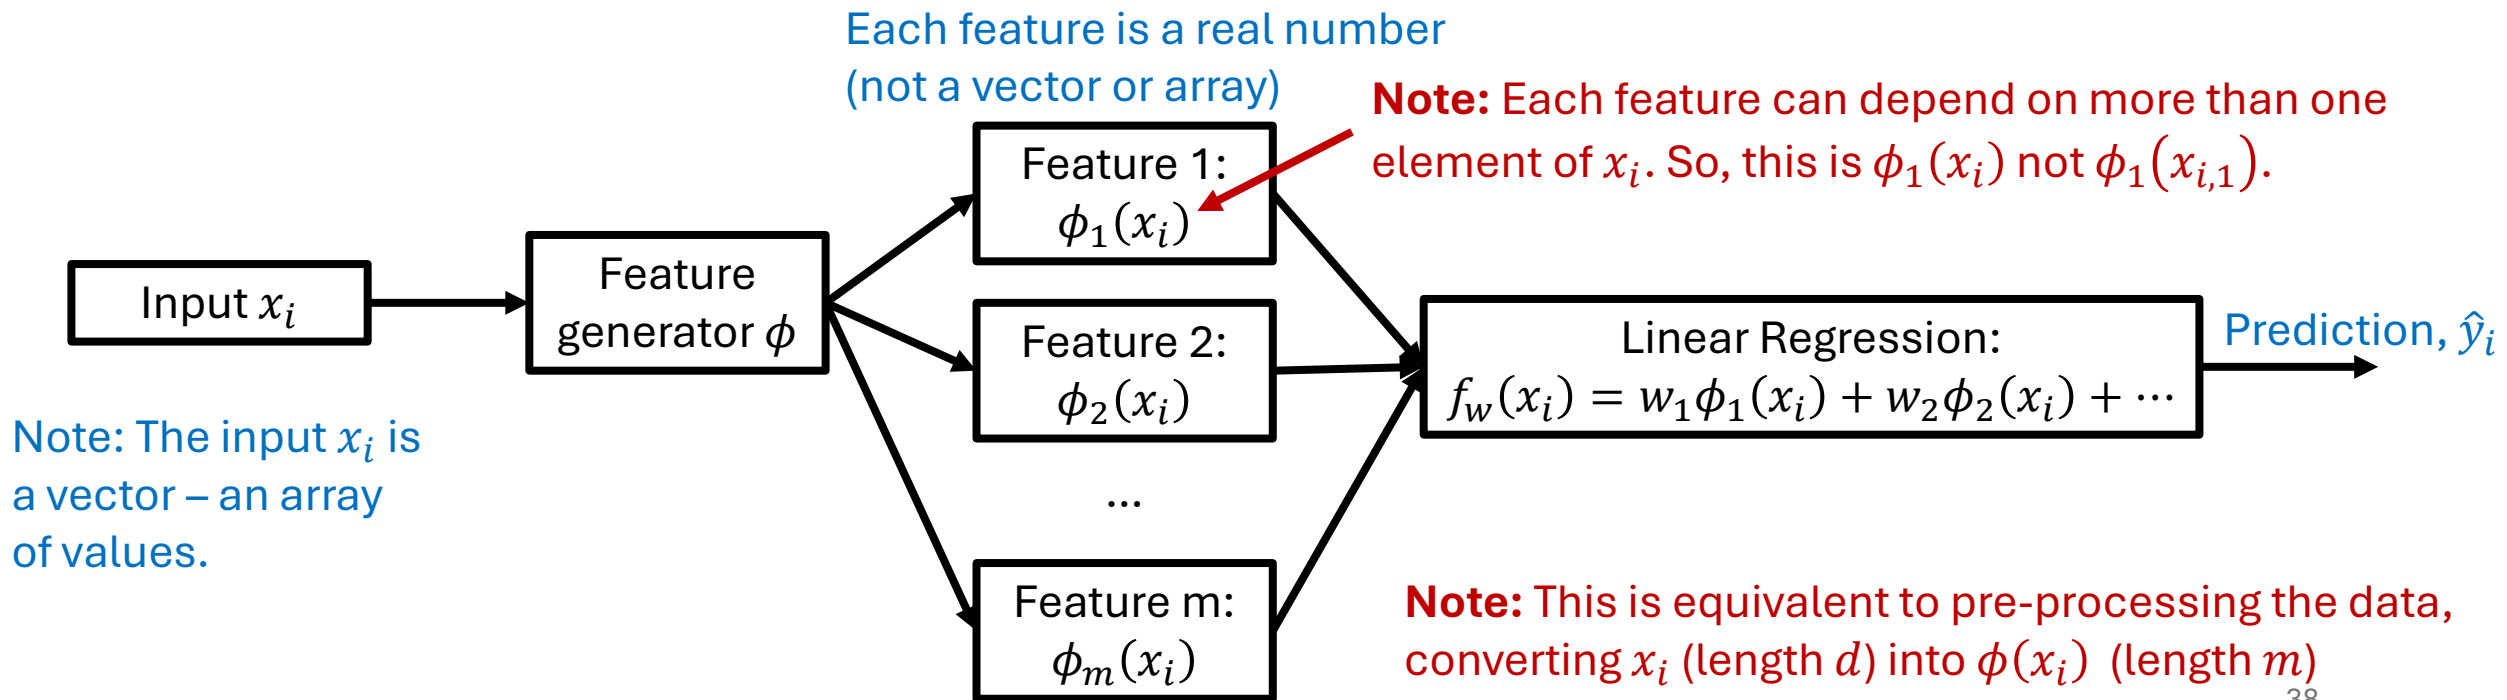 Each feature is a real number
(not a vector or array)
Note: Each feature can depend on more than one
element of 𝑥ᵢ. So, this is 𝜙₁(𝑥ᵢ) not 𝜙₁(𝑥ᵢ,₁).
Input 𝑥ᵢ
Feature
generator 𝜙
Feature 1:
𝜙₁(𝑥ᵢ)
Feature 2:
𝜙₂(𝑥ᵢ)
...
Feature m:
𝜙ₘ(𝑥ᵢ)
Linear Regression:
𝑓_𝑤(𝑥ᵢ) = 𝑤₁𝜙₁(𝑥ᵢ) + 𝑤₂𝜙₂(𝑥ᵢ) + ⋯
Prediction, 𝑦̂ᵢ
Note: The input 𝑥ᵢ is
a vector – an array
of values.
Note: This is equivalent to pre-processing the data,
converting 𝑥ᵢ (length 𝑑) into 𝜙(𝑥ᵢ) (length 𝑚)
38